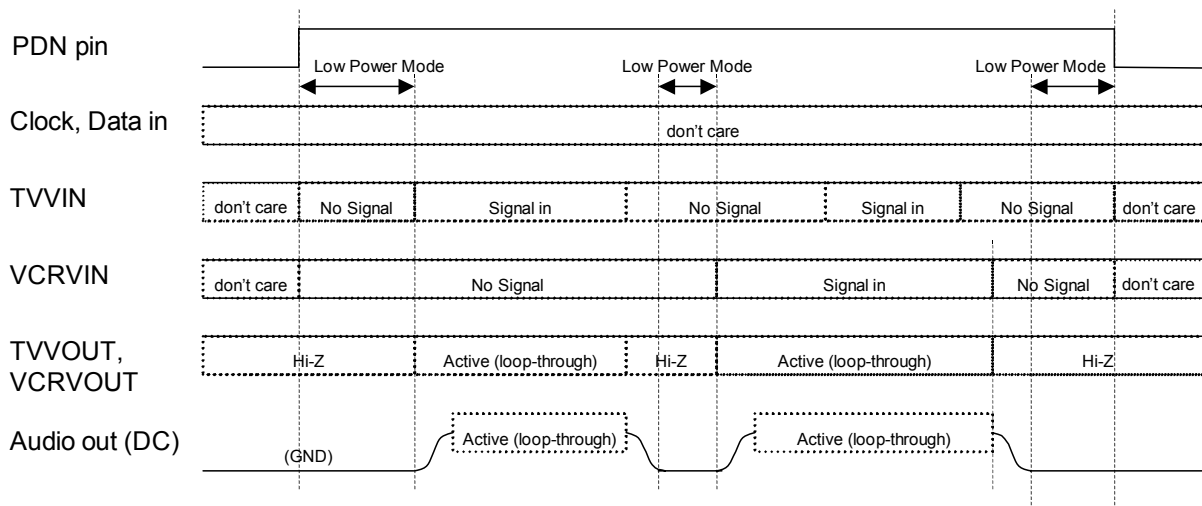 PDN pin
Low Power Mode Low Power Mode Low Power Mode
Clock, Data in
don't care
TVVIN
don't care No Signal Signal in No Signal Signal in No Signal don't care
VCRVIN
don't care No Signal Signal in No Signal don't care
TVVOUT,
VCRVOUT
Hi-Z Active (loop-through) Hi-Z Active (loop-through) Hi-Z
Audio out (DC)
(GND) Active (loop-through) Active (loop-through)